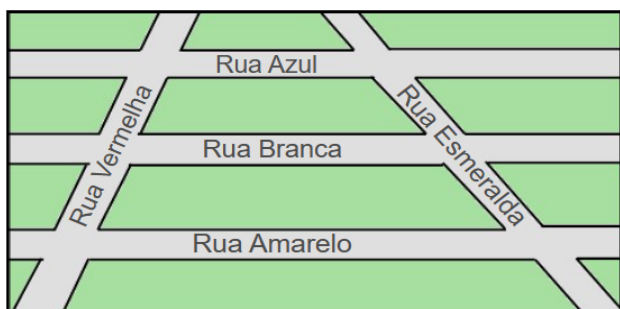 Rua Azul
Rua Vermelha
Rua Esmeralda
Rua Branca
Rua Amarelo